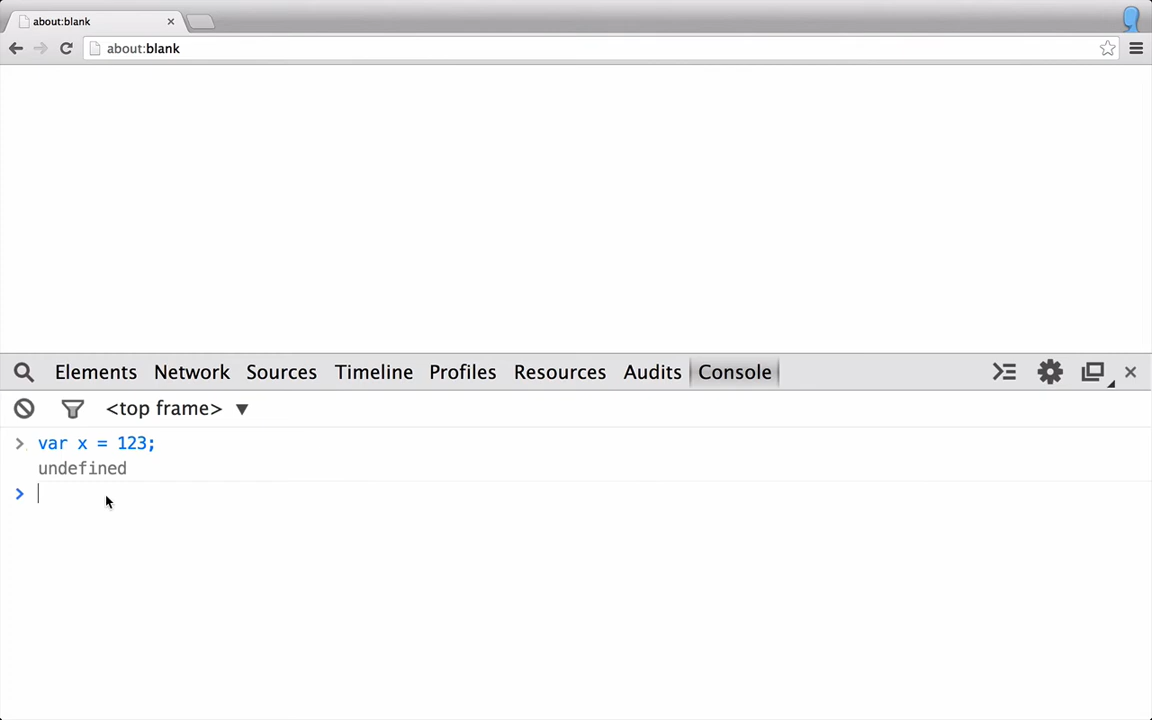 about:blank
about:blank
Elements Network Sources Timeline Profiles Resources Audits Console
<top frame>
var x = 123;
undefined